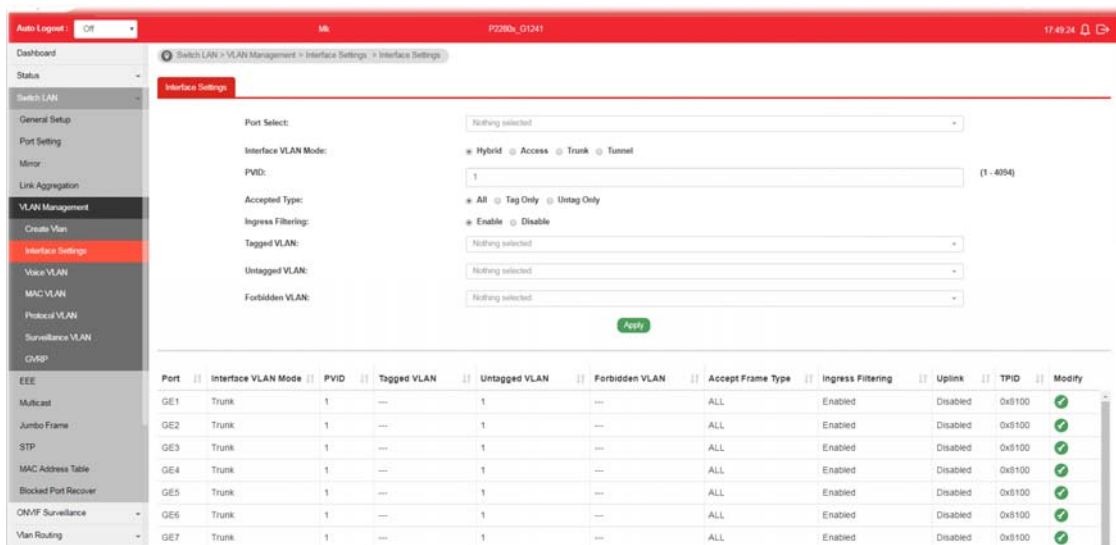 Auto Logout : Off Mk P2280x_G1241 17:49:24
Dashboard
Status
Switch LAN
General Setup
Port Setting
Mirror
Link Aggregation
VLAN Management
Create Vlan
Interface Settings
Voice VLAN
MAC VLAN
Protocol VLAN
Surveillance VLAN
GVRP
EEE
Multicast
Jumbo Frame
STP
MAC Address Table
Blocked Port Recover
ONVIF Surveillance
Vlan Routing
Switch LAN > VLAN Management > Interface Settings > Interface Settings
Interface Settings
Port Select: Nothing selected
Interface VLAN Mode: Hybrid Access Trunk Tunnel
PVID: 1 (1 - 4094)
Accepted Type: All Tag Only Untag Only
Ingress Filtering: Enable Disable
Tagged VLAN: Nothing selected
Untagged VLAN: Nothing selected
Forbidden VLAN: Nothing selected
Apply
Port Interface VLAN Mode PVID Tagged VLAN Untagged VLAN Forbidden VLAN Accept Frame Type Ingress Filtering Uplink TPID Modify
GE1 Trunk 1 --- 1 --- ALL Enabled Disabled 0x8100
GE2 Trunk 1 --- 1 --- ALL Enabled Disabled 0x8100
GE3 Trunk 1 --- 1 --- ALL Enabled Disabled 0x8100
GE4 Trunk 1 --- 1 --- ALL Enabled Disabled 0x8100
GE5 Trunk 1 --- 1 --- ALL Enabled Disabled 0x8100
GE6 Trunk 1 --- 1 --- ALL Enabled Disabled 0x8100
GE7 Trunk 1 --- 1 --- ALL Enabled Disabled 0x8100